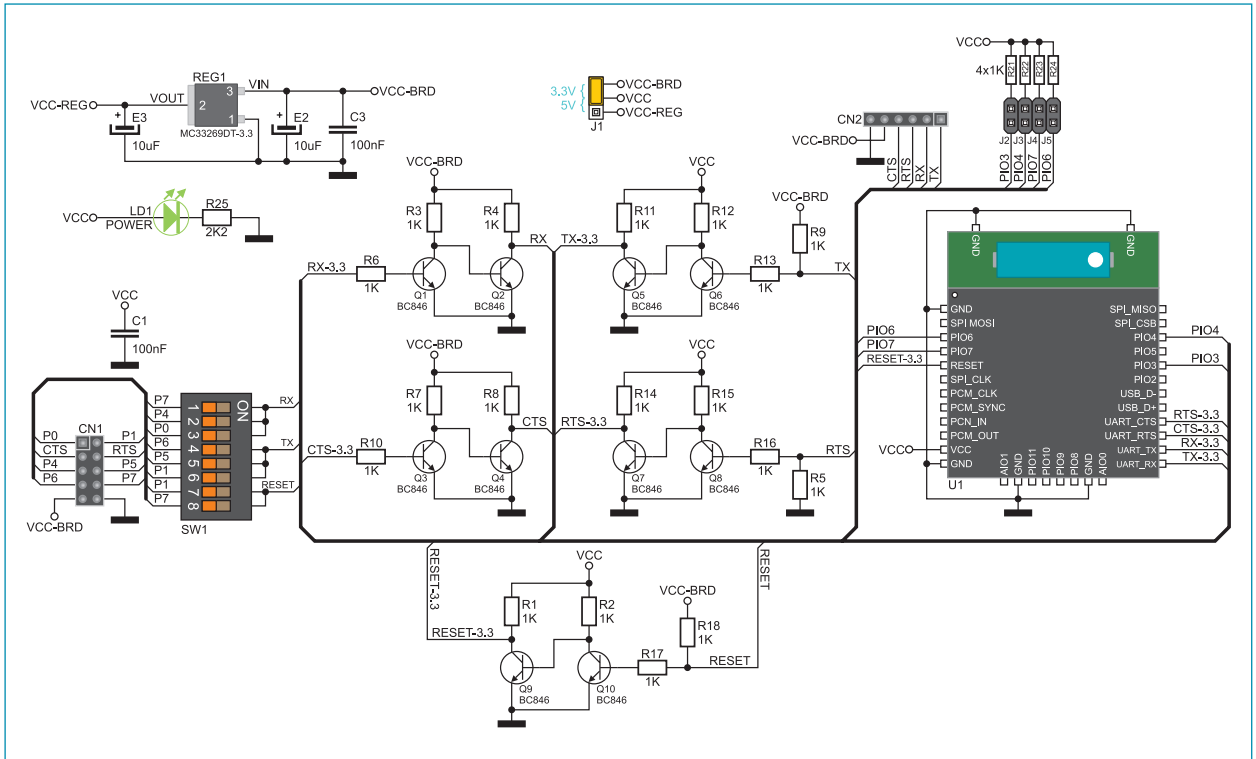 REG1
VOUT
VIN
3
2
1
VCC-REG
VCC-BRD
E3
10uF
MC33269DT-3.3
E2
10uF
C3
100nF
3.3V
5V
VCC-BRD
VCC
VCC-REG
J1
VCC
4x1K
R21
R22
R23
R24
J2
J3
J4
J5
PIO3
PIO4
PIO7
PIO6
CN2
VCC-BRD
CTS
RTS
RX
TX
VCC
LD1
POWER
R25
2K2
VCC
C1
100nF
VCC-BRD
R3
1K
R4
1K
RX
RX-3.3
R6
1K
Q1
BC846
Q2
BC846
VCC
R11
1K
R12
1K
TX-3.3
VCC-BRD
R9
1K
R13
1K
TX
Q5
BC846
Q6
BC846
VCC-BRD
R7
1K
R8
1K
CTS
CTS-3.3
R10
1K
Q3
BC846
Q4
BC846
VCC
R14
1K
R15
1K
RTS-3.3
R16
1K
RTS
R5
1K
Q7
BC846
Q8
BC846
P0
CTS
P4
P6
CN1
P1
RTS
P5
P7
VCC-BRD
P7
P4
P0
P6
P5
P1
P1
P7
1
2
3
4
5
6
7
8
ON
SW1
RX
TX
RESET
RESET-3.3
RESET
VCC
R1
1K
R2
1K
RESET-3.3
VCC-BRD
R18
1K
R17
1K
RESET
Q9
BC846
Q10
BC846
GND
GND
GND
SPI MOSI
PIO6
PIO7
RESET
SPI_CLK
PCM_CLK
PCM_SYNC
PCN_IN
PCM_OUT
VCC
GND
PIO6
PIO7
RESET-3.3
VCC
U1
AIO1
GND
PIO11
PIO10
PIO9
PIO8
GND
AIO0
SPI_MISO
SPI_CSB
PIO4
PIO5
PIO3
PIO2
USB_D-
USB_D+
UART_CTS
UART_RTS
UART_TX
UART_RX
PIO4
PIO3
RTS-3.3
CTS-3.3
RX-3.3
TX-3.3